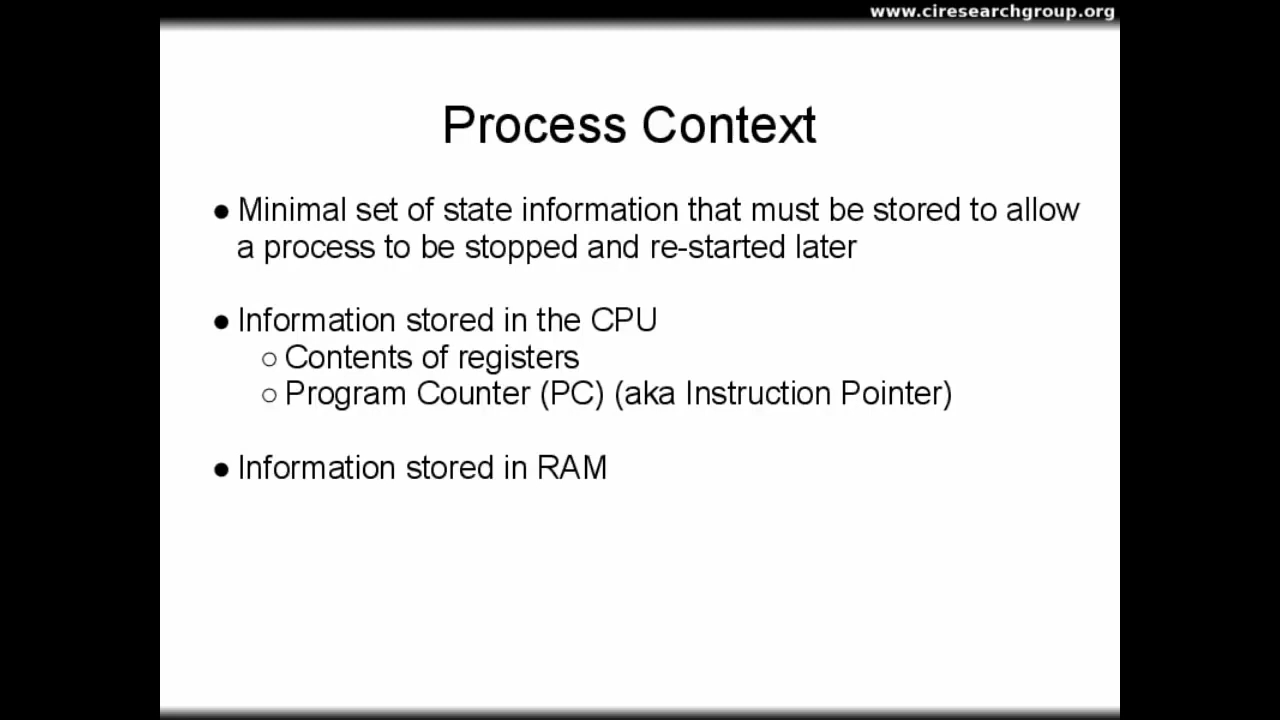 www.ciresearchgroup.org
Process Context
● Minimal set of state information that must be stored to allow
a process to be stopped and re-started later
● Information stored in the CPU
○ Contents of registers
○ Program Counter (PC) (aka Instruction Pointer)
● Information stored in RAM